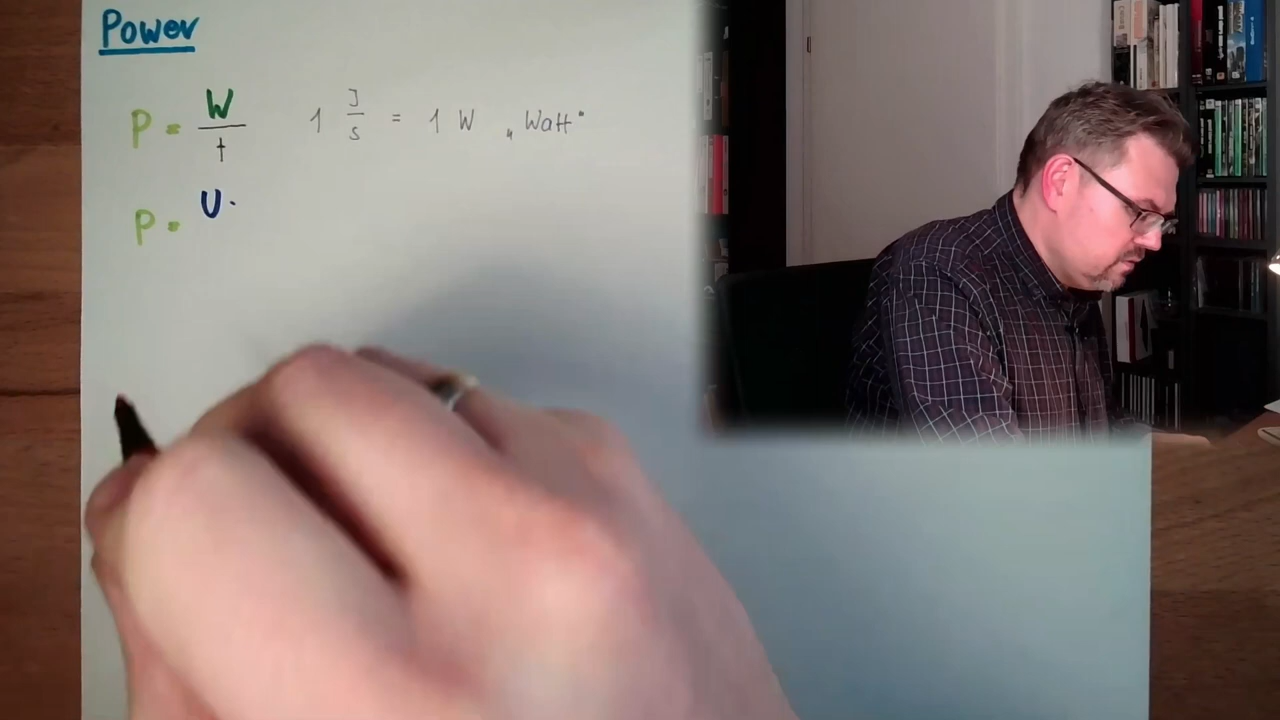 Power
P = W/t 1 J/s = 1 W „Watt"
P = U·